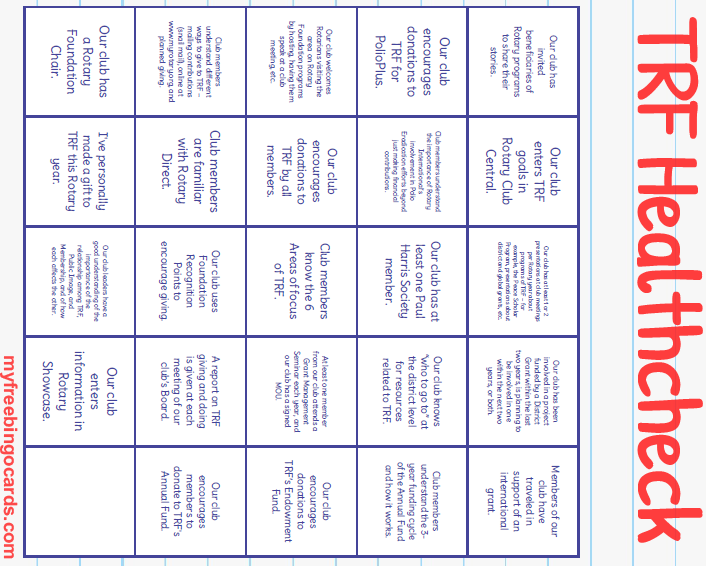 TRF Healthcheck
Our club has
invited
beneficiaries of
Rotary programs
to share their
stories.
Our club
enters TRF
goals in
Rotary Club
Central.
Our club has at least 1 or 2
presentations at club meetings
per Rotary year about
programs of TRF – for
example, the Peace Scholar
Program, presentations about
district and global grants, etc.
Our club has been
involved in a project
funded by a District
Grant within the last
two years, is planning to
be involved in one
within the next two
years, or both.
Members of our
club have
traveled in
support of an
international
grant.
Our club
encourages
donations to
TRF for
PolioPlus.
Club members understand
the importance of Rotary
International's
involvement in Polio
Eradication efforts beyond
just making financial
contributions.
Our club has at
least one Paul
Harris Society
member.
Our club knows
"who to go to" at
the district level
for resources
related to TRF.
Club members
understand the 3-
year funding cycle
of the Annual Fund
and how it works.
Our club welcomes
Rotarians visiting the
area on Rotary
Foundation programs
by hosting, having them
speak at a club
meeting, etc.
Our club
encourages
donations to
TRF by all
members.
Club members
know the 6
Areas of focus
of TRF.
At least one member
from our club attends a
Grant Management
Seminar each year, and
our club has a signed
MOU.
Our club
encourages
donations to
TRF's Endowment
Fund.
Club members
understand different
ways to give to TRF –
mailing contributions
(snail mail), online at
www.myrotary.org, and
planned giving.
Club members
are familiar
with Rotary
Direct.
Our club uses
Foundation
Recognition
Points to
encourage giving.
A report on TRF
giving and doing
is given at each
meeting of our
club's Board.
Our club
encourages
members to
donate to TRF's
Annual Fund.
Our club has
a Rotary
Foundation
Chair.
I've personally
made a gift to
TRF this Rotary
year.
Our club leaders have a
good understanding of the
importance of the
relationship among TRF,
Public Image, and
Membership, and of how
each affects the other.
Our club
enters
information in
Rotary
Showcase.
myfreebingocards.com